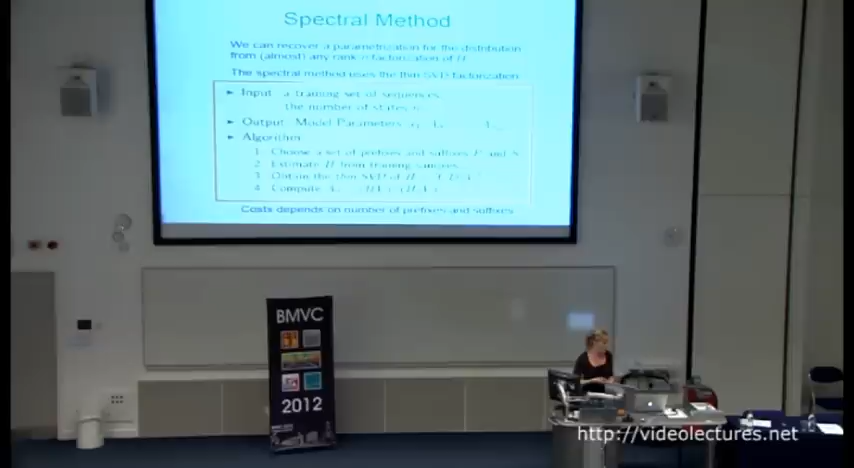 Spectral Method
We can recover a parametrization for the distribution
from (almost) any rank factorization of H
The spectral method uses the thin SVD factorization
Input a training set of sequences
the number of states
Output Model Parameters
Algorithm
1 Choose a set of prefixes and suffixes P and S
2 Estimate H from training samples
3 Obtain the thin SVD of H
4 Compute
Costs depends on number of prefixes and suffixes
BMVC
2012
http://videolectures.net